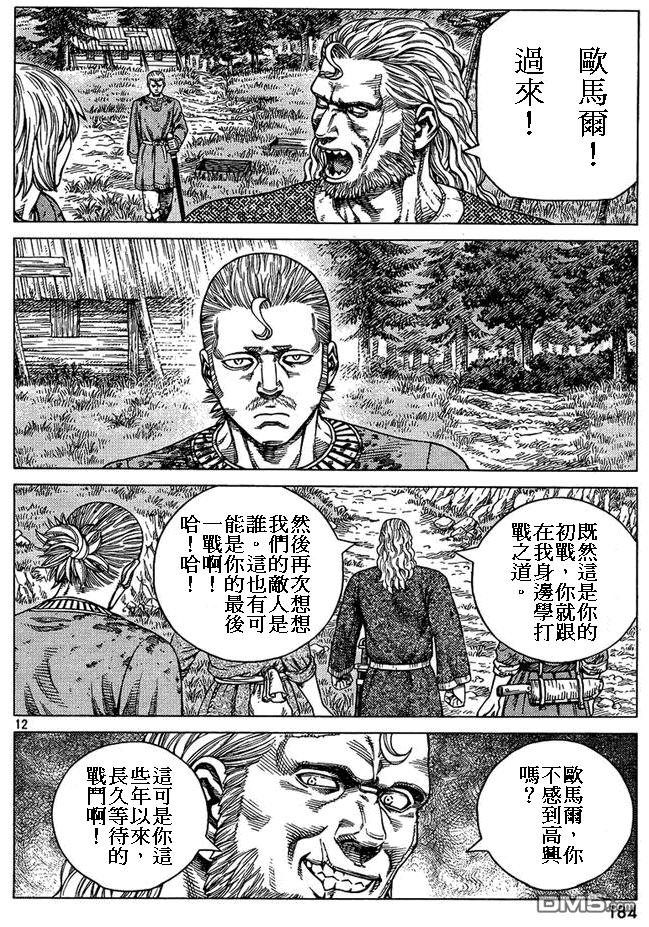 歐馬爾！
過來！
既然這是你的
初戰，你就跟
在我身邊學打
戰之道。
然後再次想想
我們的敵人是
誰。這也有可
能是你的最後
一戰啊！
哈！哈！
12
歐馬爾，你
不感到高興
嗎？
這可是你這
些年以來，
長久等待的
戰鬥啊！
184
DM5.com